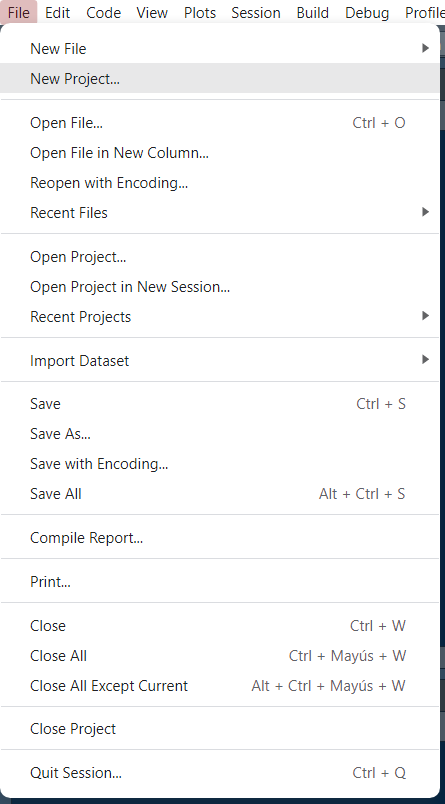 File Edit Code View Plots Session Build Debug Profile
New File
New Project...
Open File... Ctrl + O
Open File in New Column...
Reopen with Encoding...
Recent Files
Open Project...
Open Project in New Session...
Recent Projects
Import Dataset
Save Ctrl + S
Save As...
Save with Encoding...
Save All Alt + Ctrl + S
Compile Report...
Print...
Close Ctrl + W
Close All Ctrl + Mayús + W
Close All Except Current Alt + Ctrl + Mayús + W
Close Project
Quit Session... Ctrl + Q